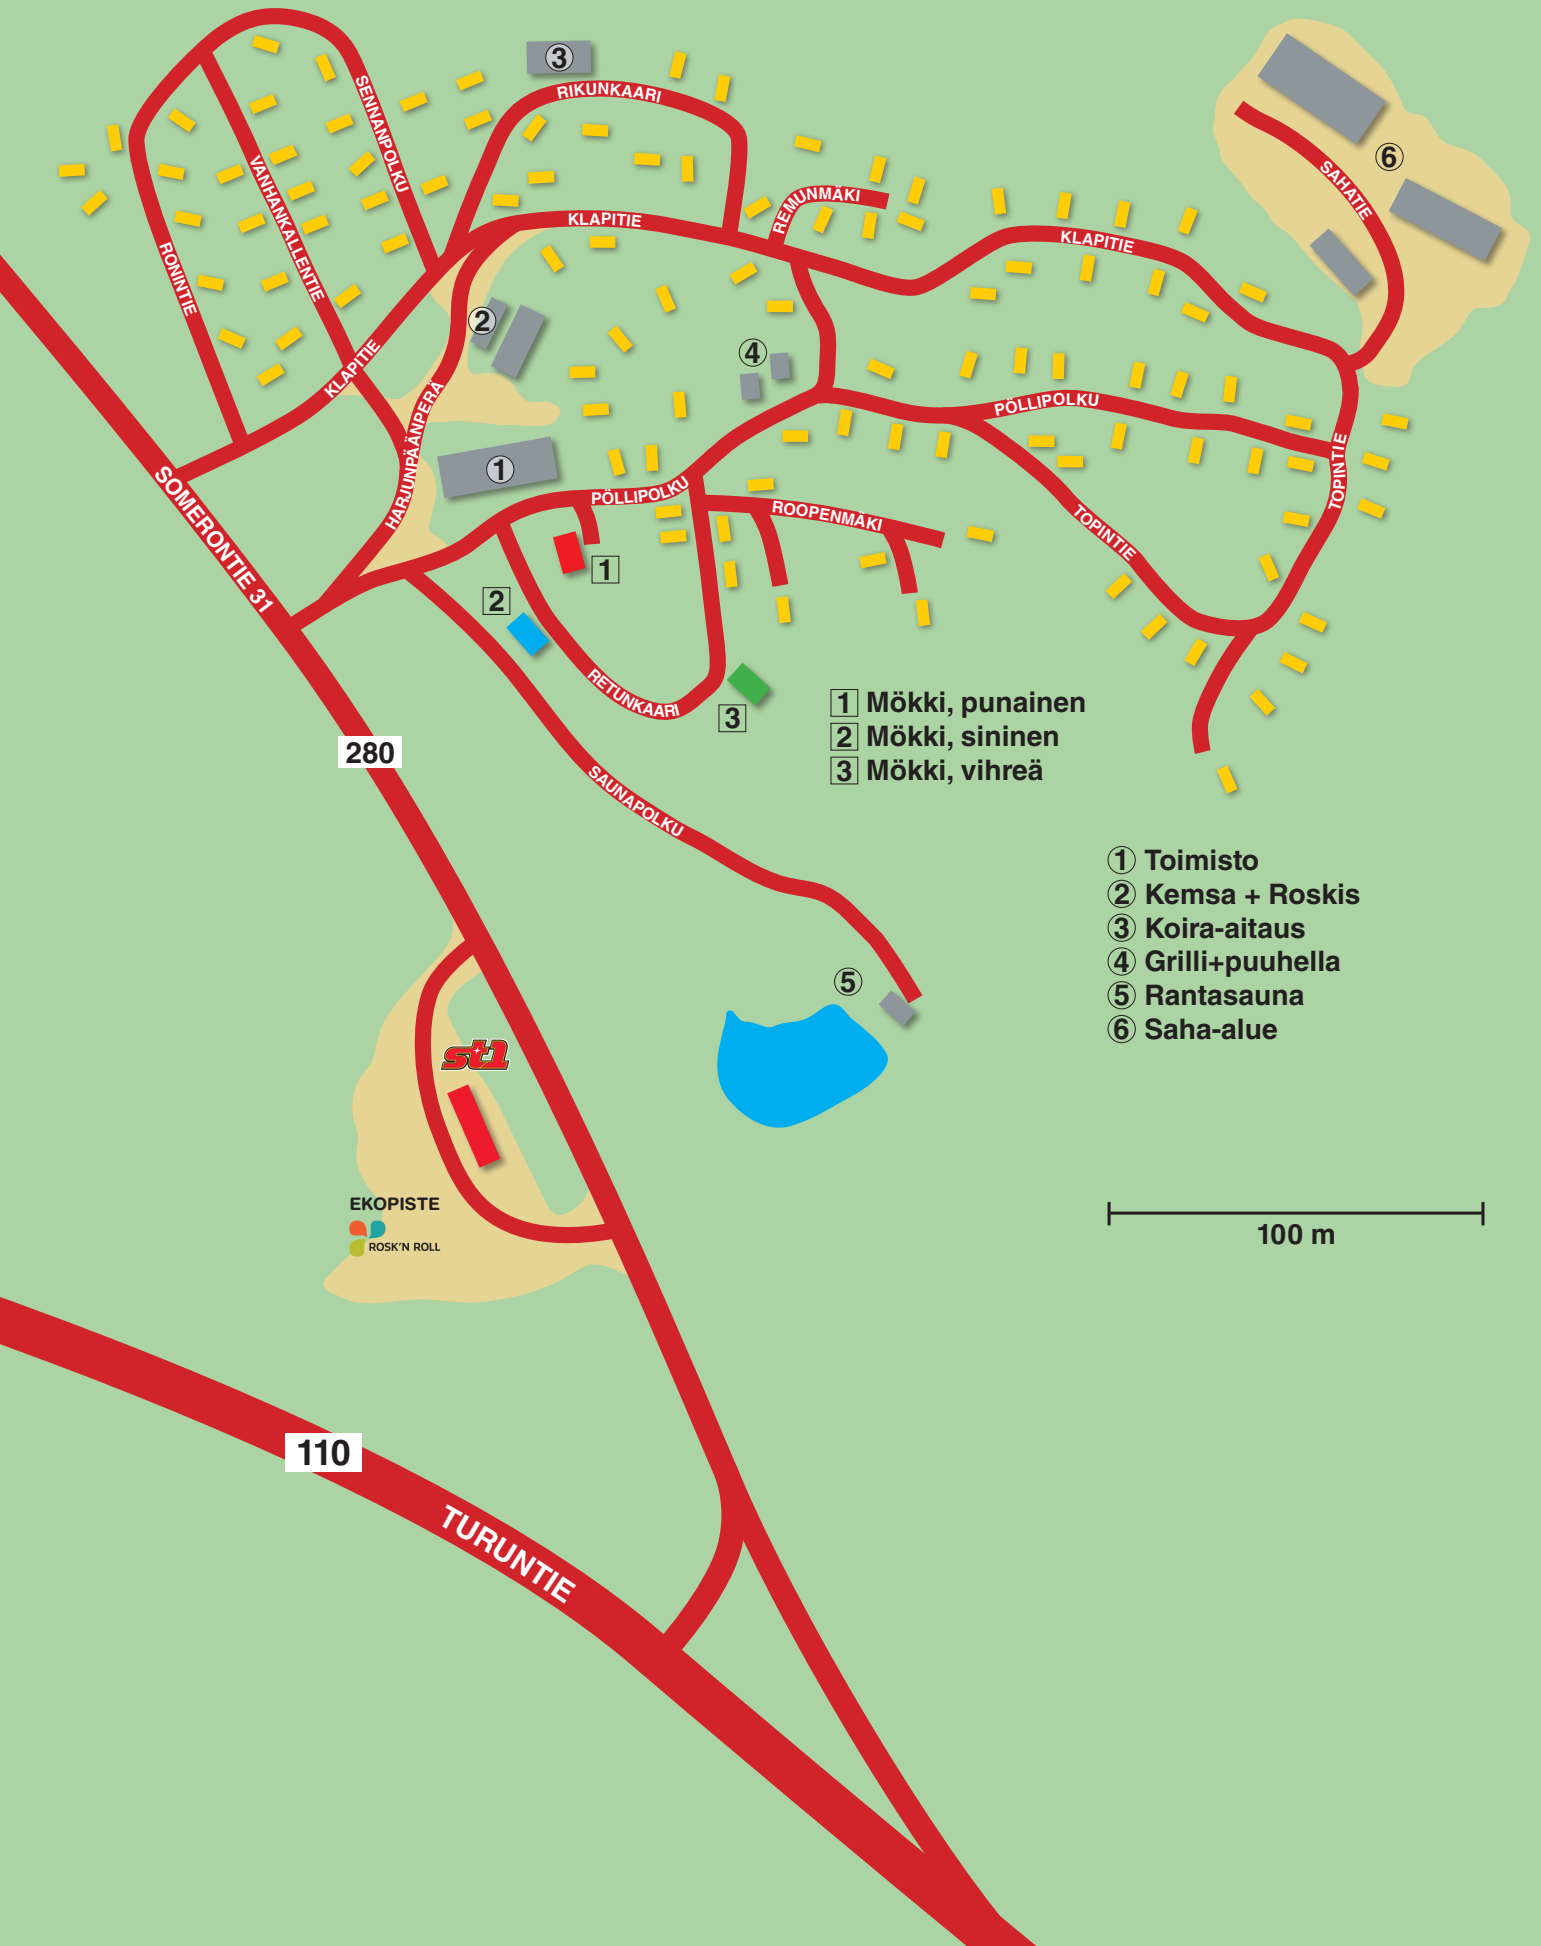 3
RIKUNKAARI
SENNANPOLKU
6
SAHATIE
VANHANKALLENTIE
REMUNMÄKI
KLAPITIE
KLAPITIE
RONINTIE
2
4
KLAPITIE
HARJUNPÄÄNPERÄ
PÖLLIPOLKU
TOPINTIE
1
PÖLLIPOLKU
ROOPENMÄKI
TOPINTIE
SOMERONTIE 31
1
2
RETUNKAARI
3
1 Mökki, punainen
2 Mökki, sininen
3 Mökki, vihreä
280
SAUNAPOLKU
1 Toimisto
2 Kemsa + Roskis
3 Koira-aitaus
4 Grilli+puuhella
5 Rantasauna
6 Saha-alue
5
st1
EKOPISTE
ROSK'N ROLL
100 m
110
TURUNTIE